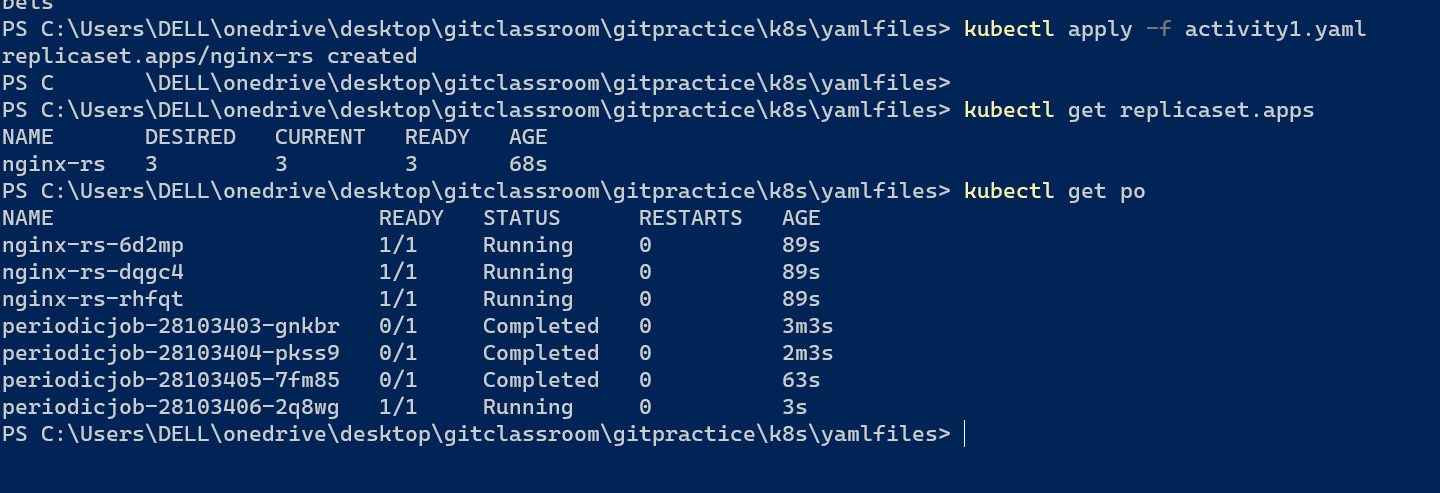 bels
PS C:\Users\DELL\onedrive\desktop\gitclassroom\gitpractice\k8s\yamlfiles> kubectl apply -f activity1.yaml
replicaset.apps/nginx-rs created
PS C       \DELL\onedrive\desktop\gitclassroom\gitpractice\k8s\yamlfiles>
PS C:\Users\DELL\onedrive\desktop\gitclassroom\gitpractice\k8s\yamlfiles> kubectl get replicaset.apps
NAME       DESIRED   CURRENT   READY   AGE
nginx-rs   3         3         3       68s
PS C:\Users\DELL\onedrive\desktop\gitclassroom\gitpractice\k8s\yamlfiles> kubectl get po
NAME                         READY   STATUS      RESTARTS   AGE
nginx-rs-6d2mp               1/1     Running     0          89s
nginx-rs-dqgc4               1/1     Running     0          89s
nginx-rs-rhfqt               1/1     Running     0          89s
periodicjob-28103403-gnkbr   0/1     Completed   0          3m3s
periodicjob-28103404-pkss9   0/1     Completed   0          2m3s
periodicjob-28103405-7fm85   0/1     Completed   0          63s
periodicjob-28103406-2q8wg   1/1     Running     0          3s
PS C:\Users\DELL\onedrive\desktop\gitclassroom\gitpractice\k8s\yamlfiles>